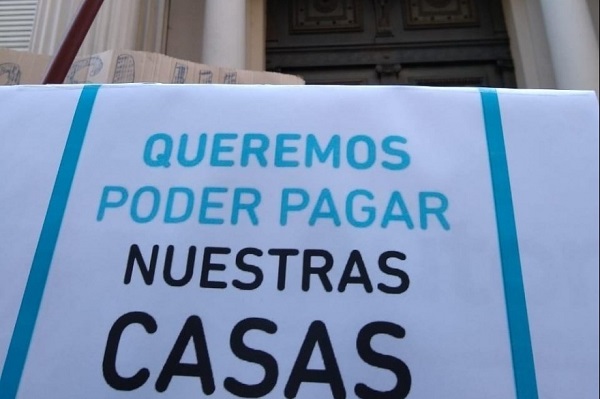 QUEREMOS
PODER PAGAR
NUESTRAS
CASAS